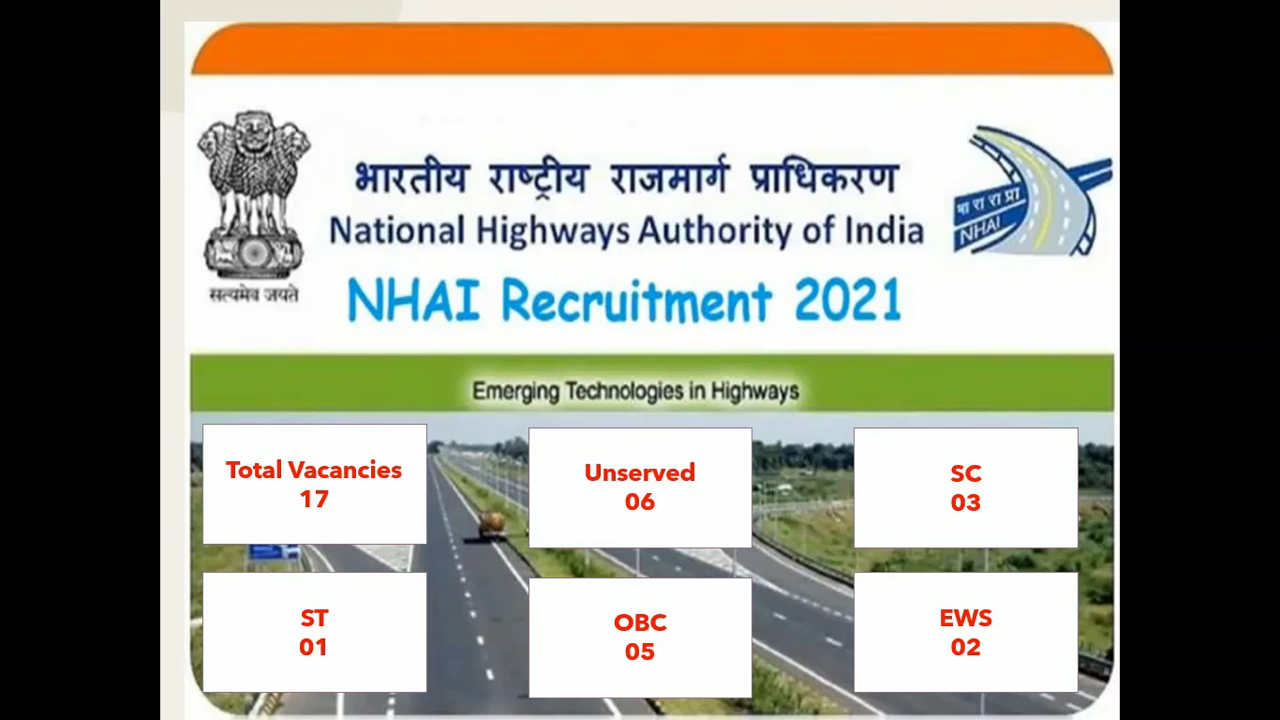 भारतीय राष्ट्रीय राजमार्ग प्राधिकरण
National Highways Authority of India
NHAI Recruitment 2021
सत्यमेव जयते
भा रा रा प्रा
NHAI
Emerging Technologies in Highways
Total Vacancies
17
Unserved
06
SC
03
ST
01
OBC
05
EWS
02